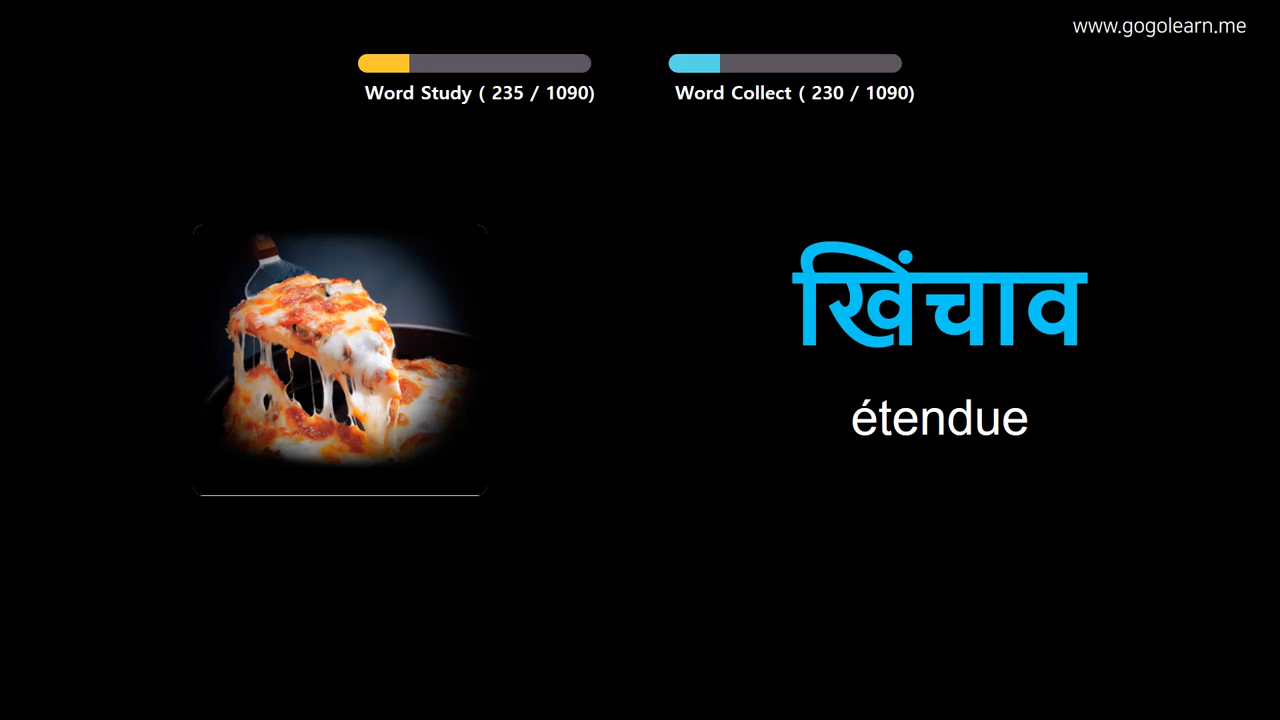 www.gogolearn.me
Word Study ( 235 / 1090)
Word Collect ( 230 / 1090)
खिंचाव
étendue